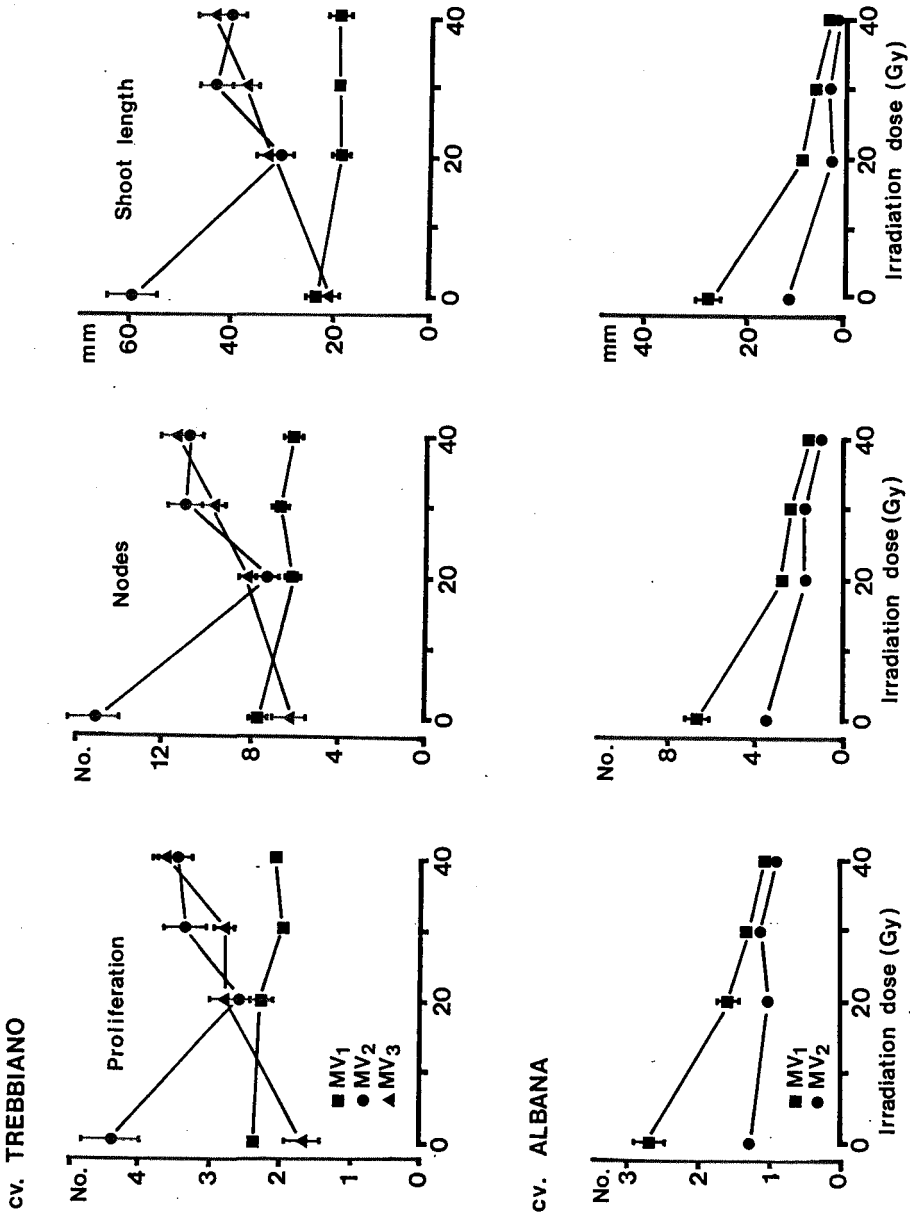 cv. TREBBIANO
Proliferation
No.
4
3
2
1
0
MV1
MV2
MV3
0
20
40
Nodes
No.
12
8
4
0
0
20
40
Shoot length
mm
60
40
20
0
0
20
40
cv. ALBANA
No.
3
2
1
0
MV1
MV2
0
20
40
Irradiation dose (Gy)
No.
8
4
0
0
20
40
Irradiation dose (Gy)
mm
40
20
0
0
20
40
Irradiation dose (Gy)